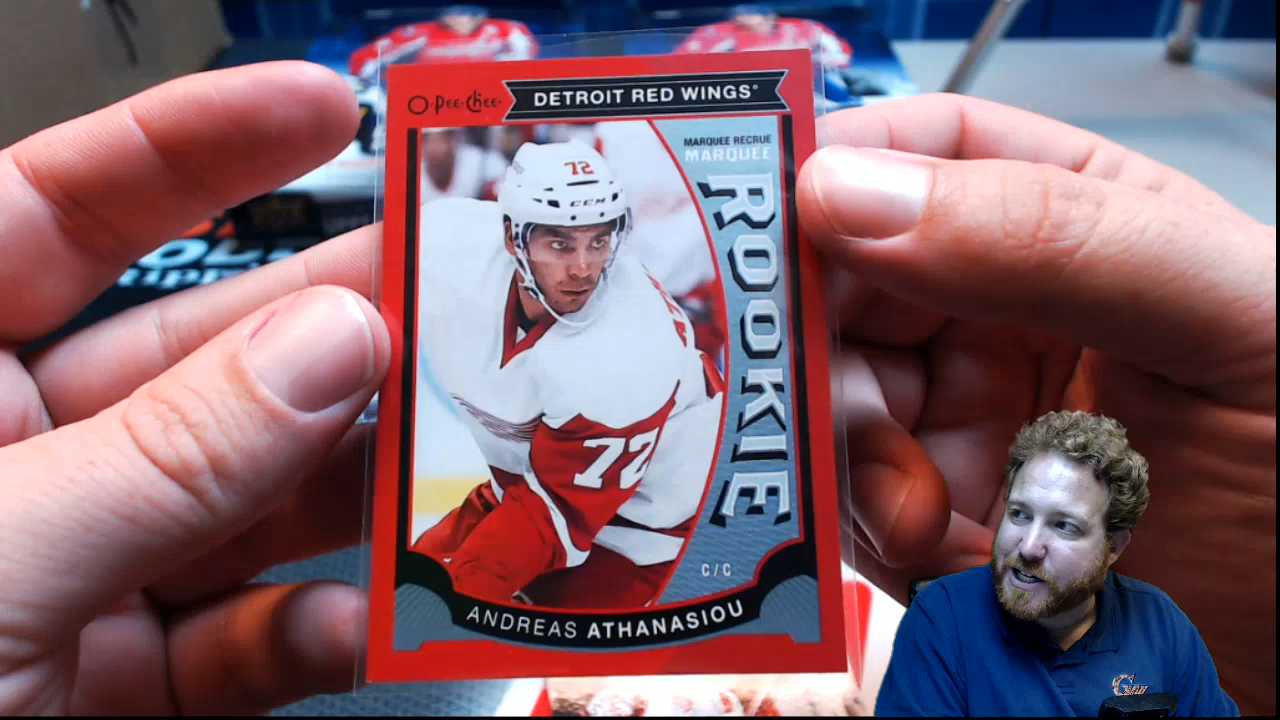 O-Pee-Chee
DETROIT RED WINGS
MARQUEE RECRUE
MARQUEE
ROOKIE
72
CCM
72
C/C
ANDREAS ATHANASIOU